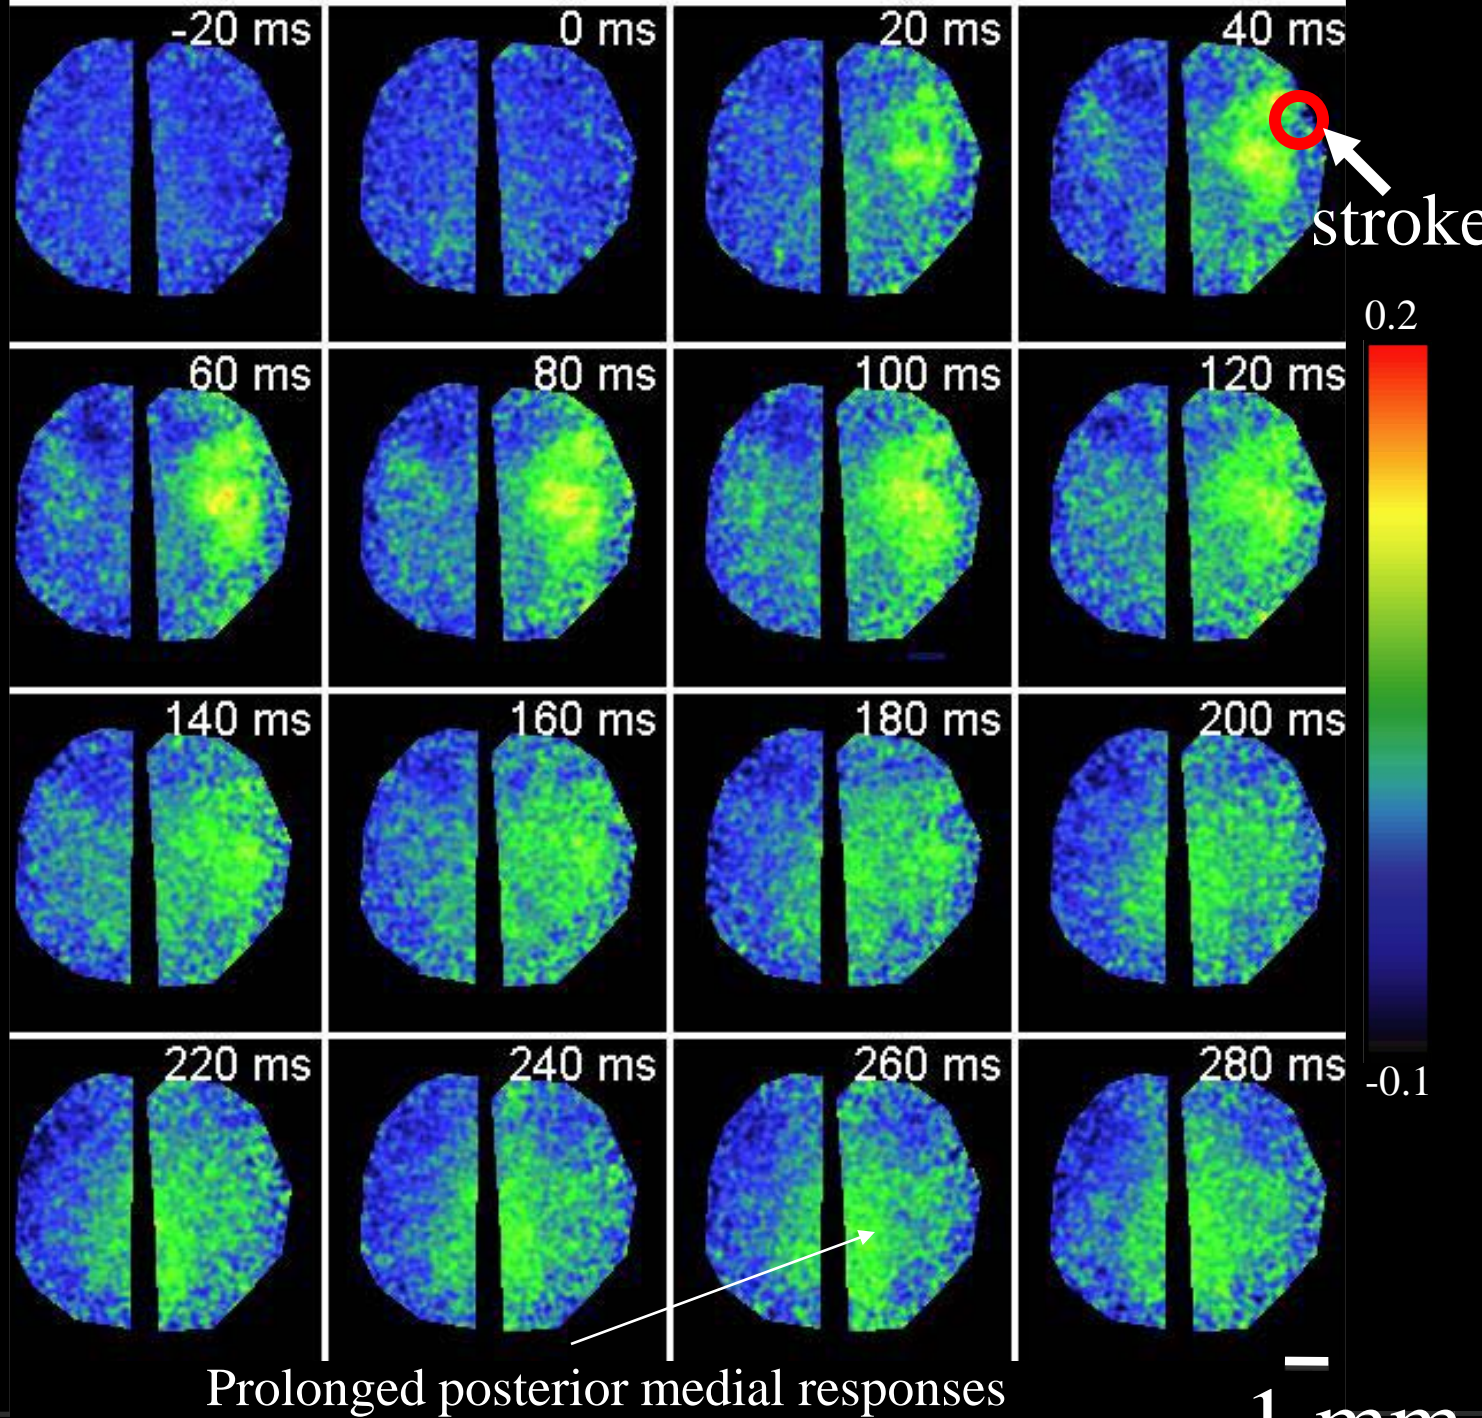 -20 ms 0 ms 20 ms 40 ms
stroke
0.2
60 ms 80 ms 100 ms 120 ms
140 ms 160 ms 180 ms 200 ms
220 ms 240 ms 260 ms 280 ms
-0.1
Prolonged posterior medial responses
1 mm